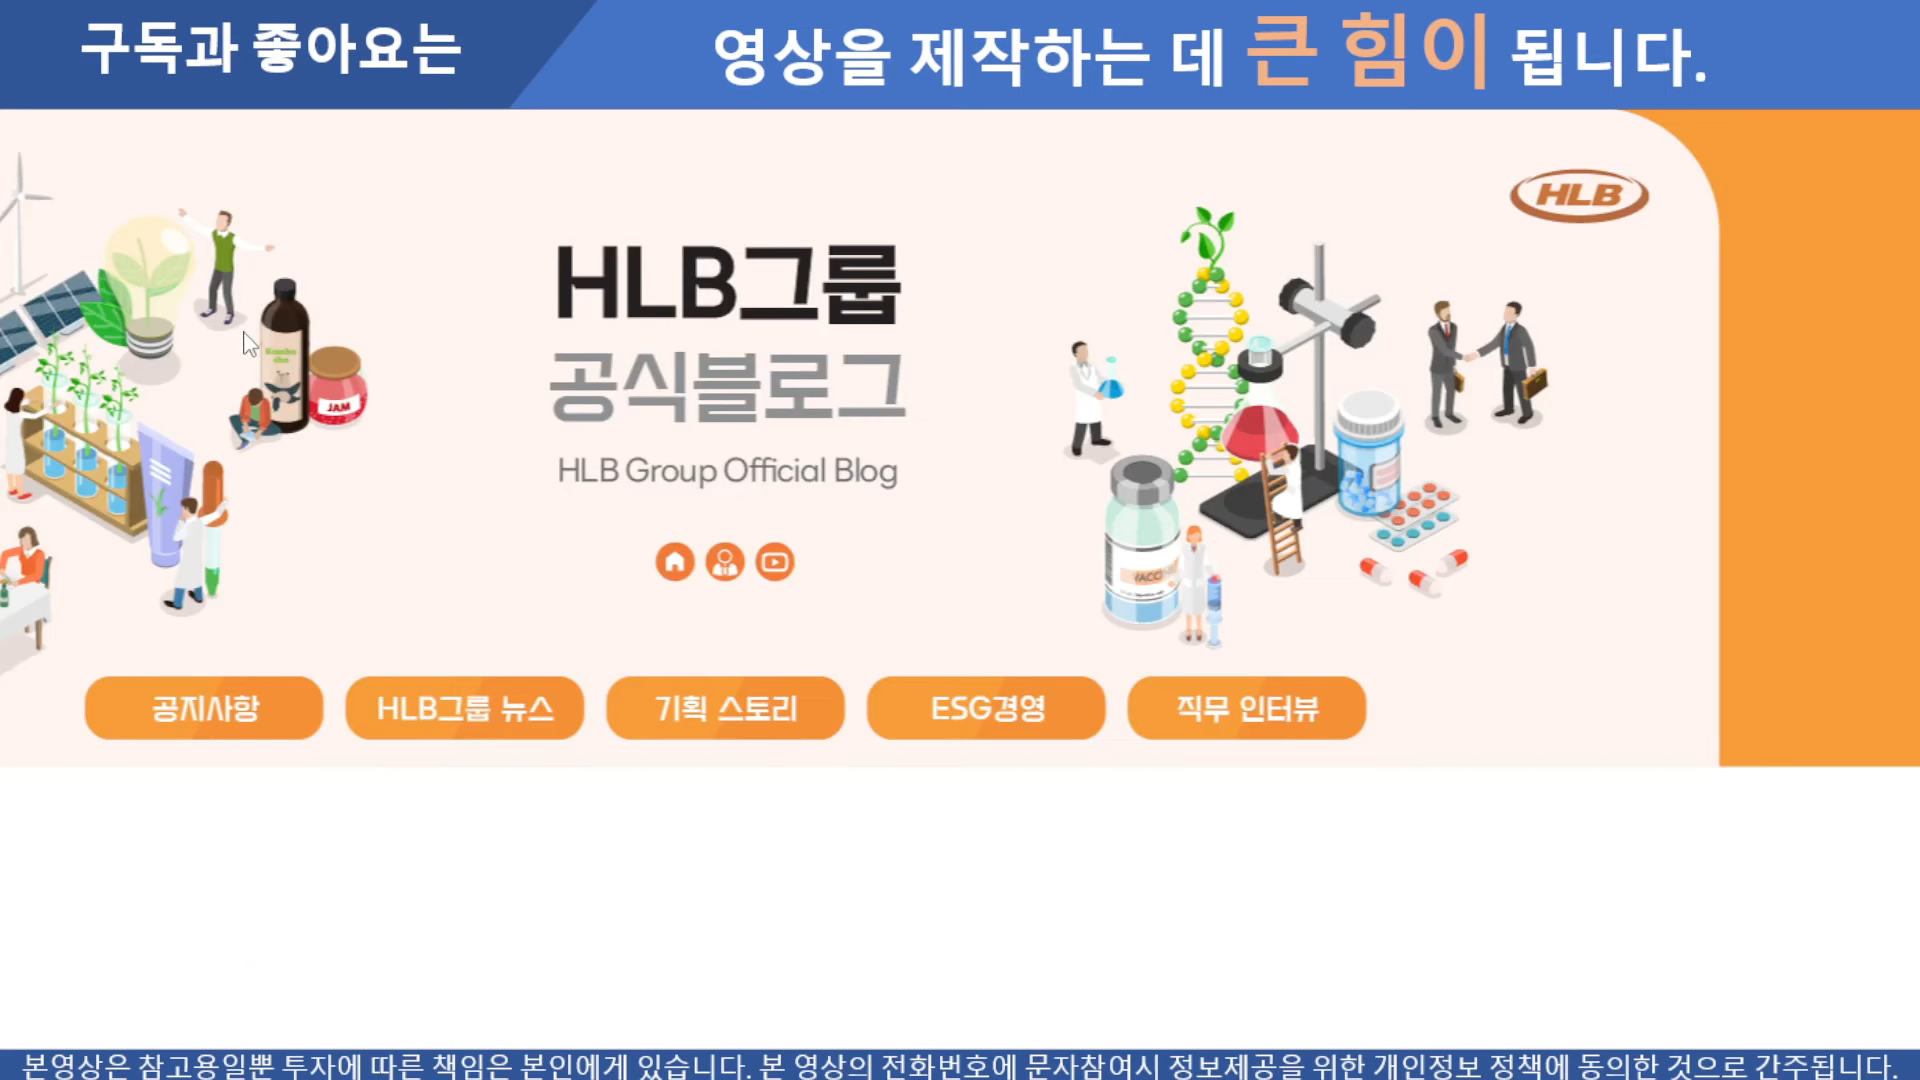 구독과 좋아요는
영상을 제작하는 데 큰 힘이 됩니다.
HLB
HLB그룹
공식블로그
HLB Group Official Blog
JAM
공지사항
HLB그룹 뉴스
기획 스토리
ESG경영
직무 인터뷰
본영상은 참고용일뿐 투자에 따른 책임은 본인에게 있습니다. 본 영상의 전화번호에 문자참여시 정보제공을 위한 개인정보 정책에 동의한 것으로 간주됩니다.